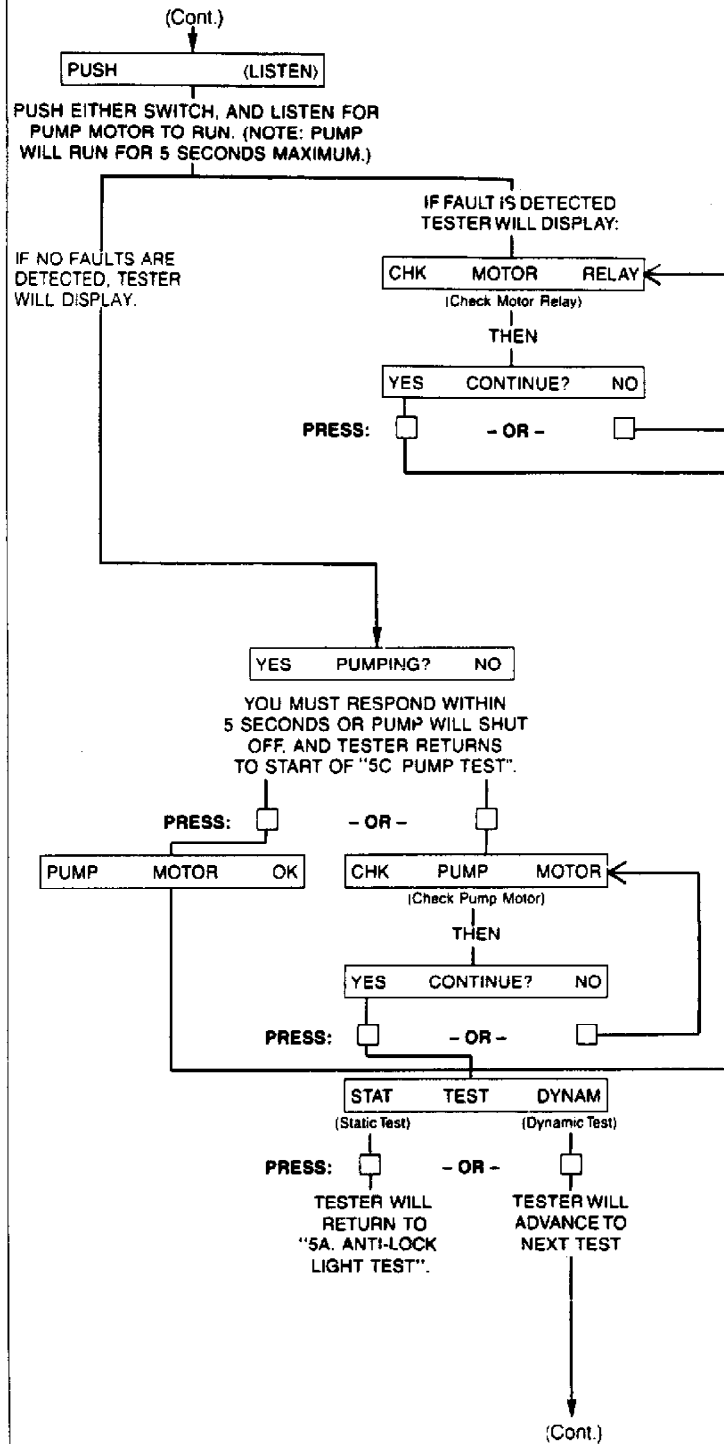 (Cont.)
PUSH (LISTEN)
PUSH EITHER SWITCH, AND LISTEN FOR
PUMP MOTOR TO RUN. (NOTE: PUMP
WILL RUN FOR 5 SECONDS MAXIMUM.)
IF FAULT IS DETECTED
TESTER WILL DISPLAY:
IF NO FAULTS ARE
DETECTED, TESTER
WILL DISPLAY.
CHK MOTOR RELAY
(Check Motor Relay)
THEN
YES CONTINUE? NO
PRESS: - OR -
YES PUMPING? NO
YOU MUST RESPOND WITHIN
5 SECONDS OR PUMP WILL SHUT
OFF, AND TESTER RETURNS
TO START OF "5C PUMP TEST".
PRESS: - OR -
PUMP MOTOR OK
CHK PUMP MOTOR
(Check Pump Motor)
THEN
YES CONTINUE? NO
PRESS: - OR -
STAT TEST DYNAM
(Static Test) (Dynamic Test)
PRESS: - OR -
TESTER WILL
RETURN TO
"5A. ANTI-LOCK
LIGHT TEST".
TESTER WILL
ADVANCE TO
NEXT TEST
(Cont.)